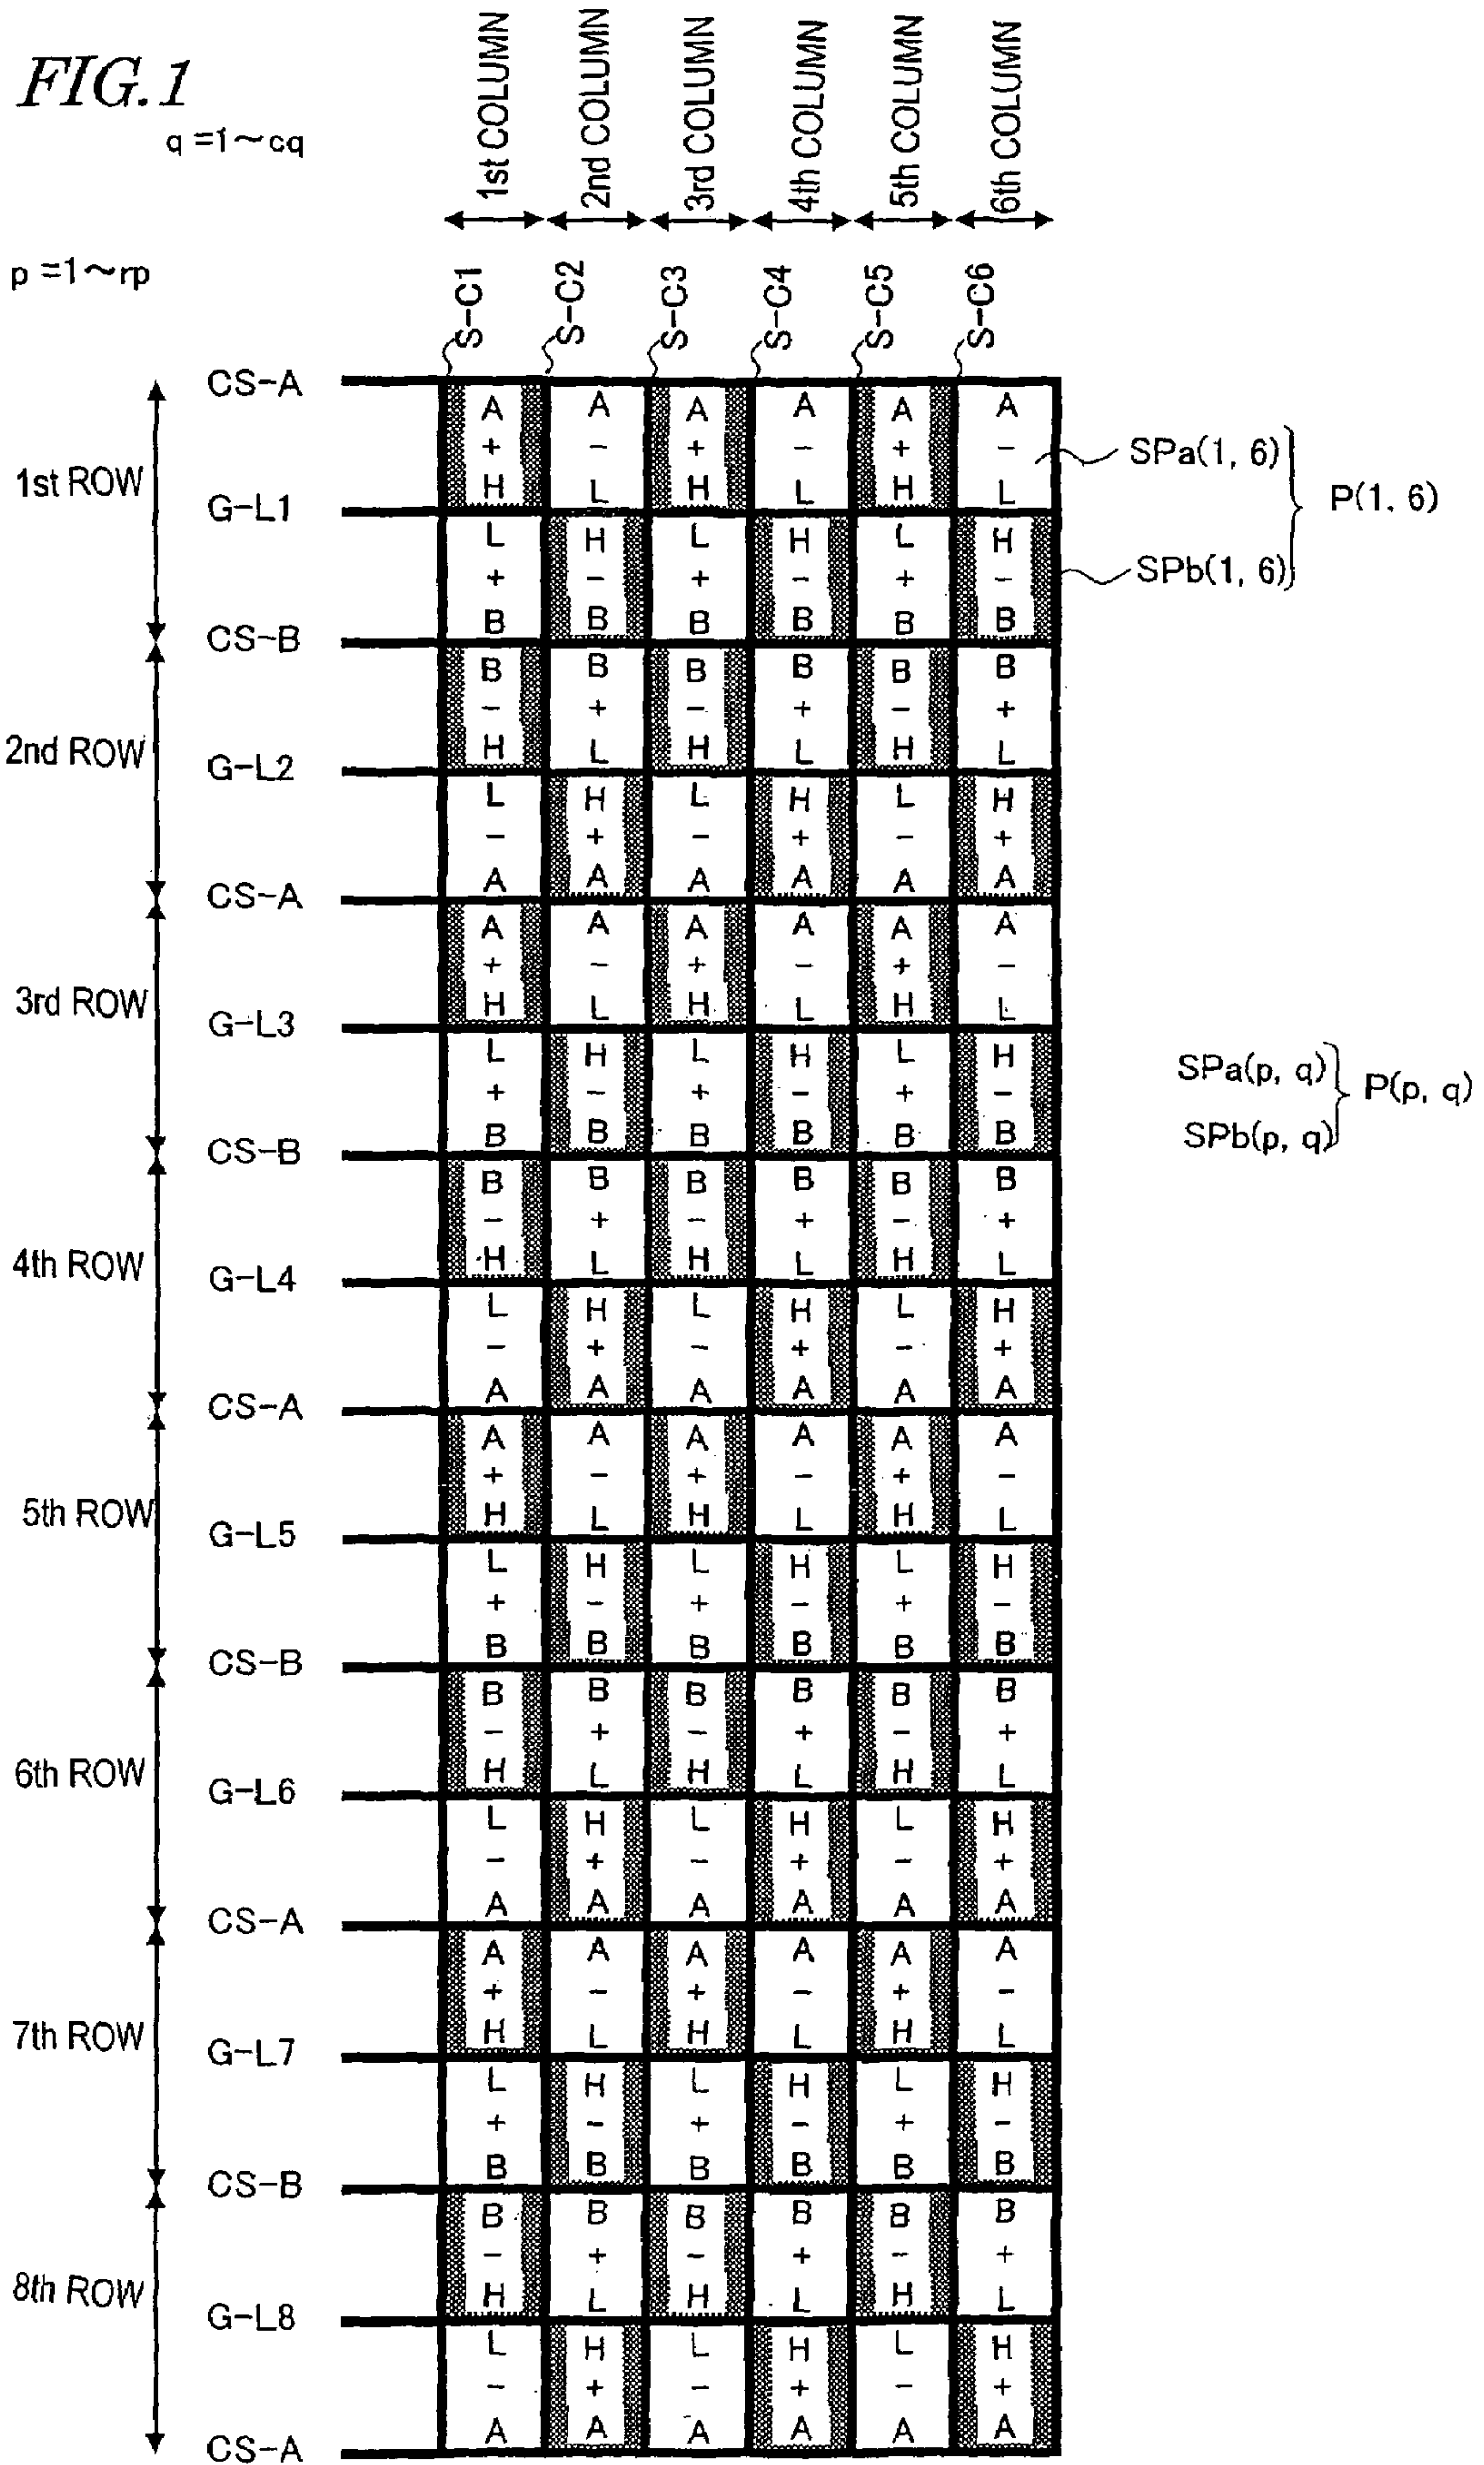 FIG.1
q =1~cq
1st COLUMN
2nd COLUMN
3rd COLUMN
4th COLUMN
5th COLUMN
6th COLUMN
p =1~rp
S-C1
S-C2
S-C3
S-C4
S-C5
S-C6
CS-A
A A A A A A
+ - + - + -
H L H L H L
SPa(1, 6)
P(1, 6)
1st ROW
G-L1
L H L H L H
+ - + - + -
B B B B B B
SPb(1, 6)
CS-B
B B B B B B
- + - + - +
H L H L H L
2nd ROW
G-L2
L H L H L H
- + - + - +
A A A A A A
CS-A
A A A A A A
+ - + - + -
H L H L H L
3rd ROW
G-L3
L H L H L H
+ - + - + -
B B B B B B
SPa(p, q)
P(p, q)
SPb(p, q)
CS-B
B B B B B B
- + - + - +
H L H L H L
4th ROW
G-L4
L H L H L H
- + - + - +
A A A A A A
CS-A
A A A A A A
+ - + - + -
H L H L H L
5th ROW
G-L5
L H L H L H
+ - + - + -
B B B B B B
CS-B
B B B B B B
- + - + - +
H L H L H L
6th ROW
G-L6
L H L H L H
- + - + - +
A A A A A A
CS-A
A A A A A A
+ - + - + -
H L H L H L
7th ROW
G-L7
L H L H L H
+ - + - + -
B B B B B B
CS-B
B B B B B B
- + - + - +
H L H L H L
8th ROW
G-L8
L H L H L H
- + - + - +
A A A A A A
CS-A